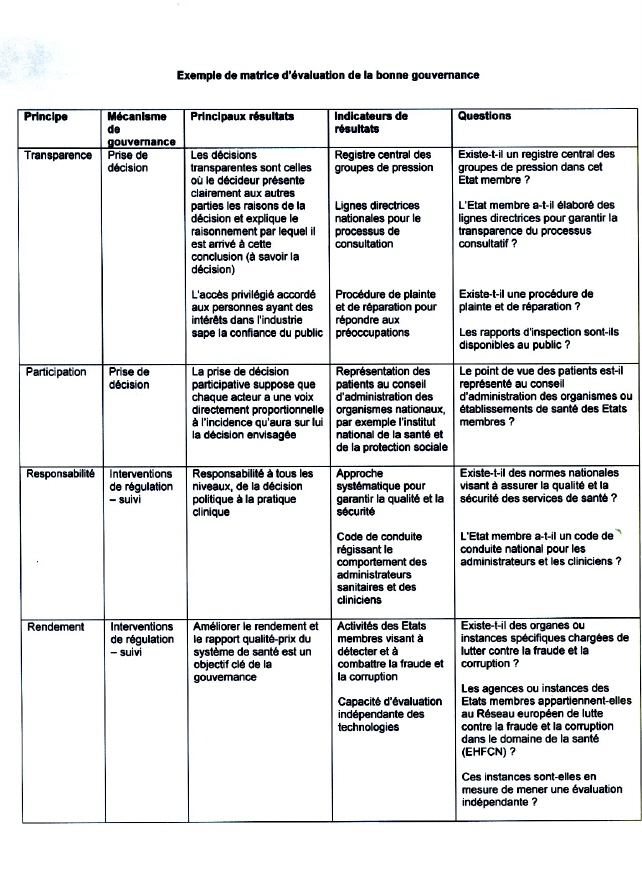 Exemple de matrice d'évaluation de la bonne gouvernance
Principe
Mécanisme
de
gouvernance
Principaux résultats
Indicateurs de
résultats
Questions
Transparence
Prise de
décision
Les décisions
transparentes sont celles
où le décideur présente
clairement aux autres
parties les raisons de la
décision et explique le
raisonnement par lequel il
est arrivé à cette
conclusion (à savoir la
décision)
L'accès privilégié accordé
aux personnes ayant des
intérêts dans l'industrie
sape la confiance du public
Registre central des
groupes de pression
Lignes directrices
nationales pour le
processus de
consultation
Procédure de plainte
et de réparation pour
répondre aux
préoccupations
Existe-t-il un registre central des
groupes de pression dans cet
Etat membre ?
L'Etat membre a-t-il élaboré des
lignes directrices pour garantir la
transparence du processus
consultatif ?
Existe-t-il une procédure de
plainte et de réparation ?
Les rapports d'inspection sont-ils
disponibles au public ?
Participation
Prise de
décision
La prise de décision
participative suppose que
chaque acteur a une voix
directement proportionnelle
à l'incidence qu'aura sur lui
la décision envisagée
Représentation des
patients au conseil
d'administration des
organismes nationaux,
par exemple l'institut
national de la santé et
de la protection sociale
Le point de vue des patients est-il
représenté au conseil
d'administration des organismes ou
établissements de santé des Etats
membres ?
Responsabilité
Interventions
de régulation
– suivi
Responsabilité à tous les
niveaux, de la décision
politique à la pratique
clinique
Approche
systématique pour
garantir la qualité et la
sécurité
Code de conduite
régissant le
comportement des
administrateurs
sanitaires et des
cliniciens
Existe-t-il des normes nationales
visant à assurer la qualité et la
sécurité des services de santé ?
L'Etat membre a-t-il un code de
conduite national pour les
administrateurs et les cliniciens ?
Rendement
Interventions
de régulation
– suivi
Améliorer le rendement et
le rapport qualité-prix du
système de santé est un
objectif clé de la
gouvernance
Activités des Etats
membres visant à
détecter et à
combattre la fraude et
la corruption
Capacité d'évaluation
indépendante des
technologies
Existe-t-il des organes ou
instances spécifiques chargées de
lutter contre la fraude et la
corruption ?
Les agences ou instances des
Etats membres appartiennent-elles
au Réseau européen de lutte
contre la fraude et la corruption
dans le domaine de la santé
(EHFCN) ?
Ces instances sont-elles en
mesure de mener une évaluation
indépendante ?